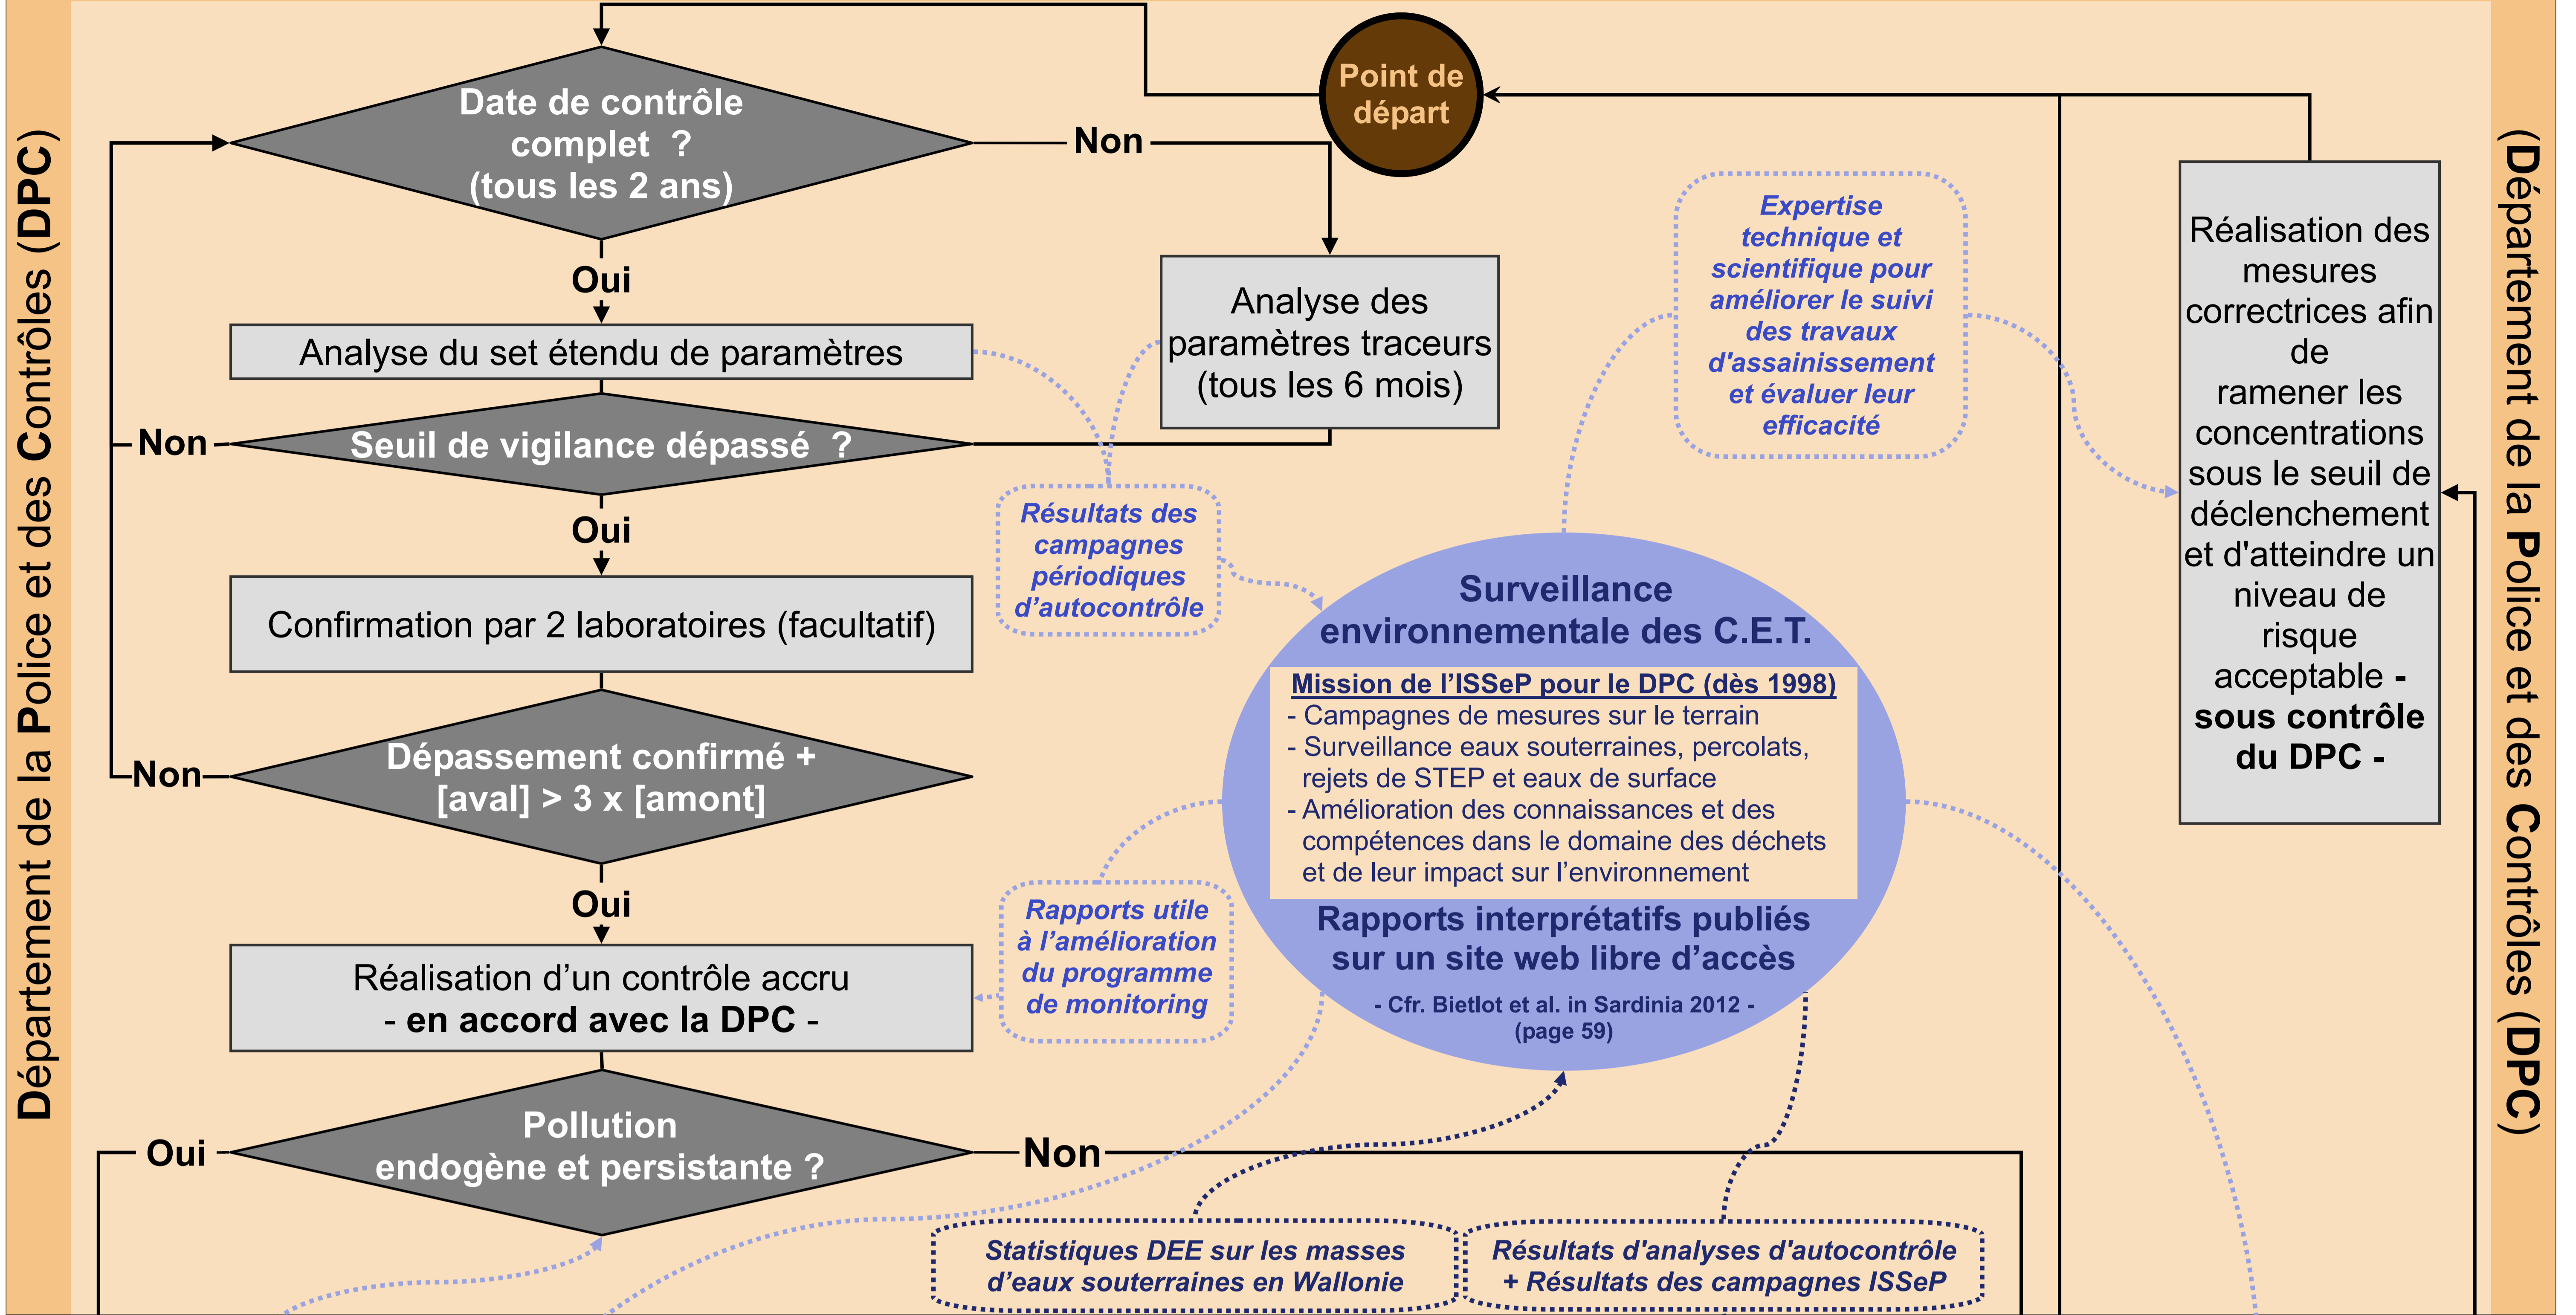 Département de la Police et des Contrôles (DPC)
Point de
départ
Date de contrôle
complet ?
(tous les 2 ans)
Non
Oui
Analyse des
paramètres traceurs
(tous les 6 mois)
Analyse du set étendu de paramètres
Non
Seuil de vigilance dépassé ?
Oui
Résultats des
campagnes
périodiques
d’autocontrôle
Confirmation par 2 laboratoires (facultatif)
Non
Dépassement confirmé +
[aval] > 3 x [amont]
Oui
Réalisation d’un contrôle accru
- en accord avec la DPC -
Rapports utile
à l’amélioration
du programme
de monitoring
Oui
Pollution
endogène et persistante ?
Non
Expertise
technique et
scientifique pour
améliorer le suivi
des travaux
d'assainissement
et évaluer leur
efficacité
Surveillance
environnementale des C.E.T.
Mission de l’ISSeP pour le DPC (dès 1998)
- Campagnes de mesures sur le terrain
- Surveillance eaux souterraines, percolats,
rejets de STEP et eaux de surface
- Amélioration des connaissances et des
compétences dans le domaine des déchets
et de leur impact sur l’environnement
Rapports interprétatifs publiés
sur un site web libre d’accès
- Cfr. Bietlot et al. in Sardinia 2012 -
(page 59)
Statistiques DEE sur les masses
d’eaux souterraines en Wallonie
Résultats d'analyses d'autocontrôle
+ Résultats des campagnes ISSeP
Réalisation des
mesures
correctrices afin
de
ramener les
concentrations
sous le seuil de
déclenchement
et d'atteindre un
niveau de
risque
acceptable -
sous contrôle
du DPC -
(Département de la Police et des Contrôles (DPC)